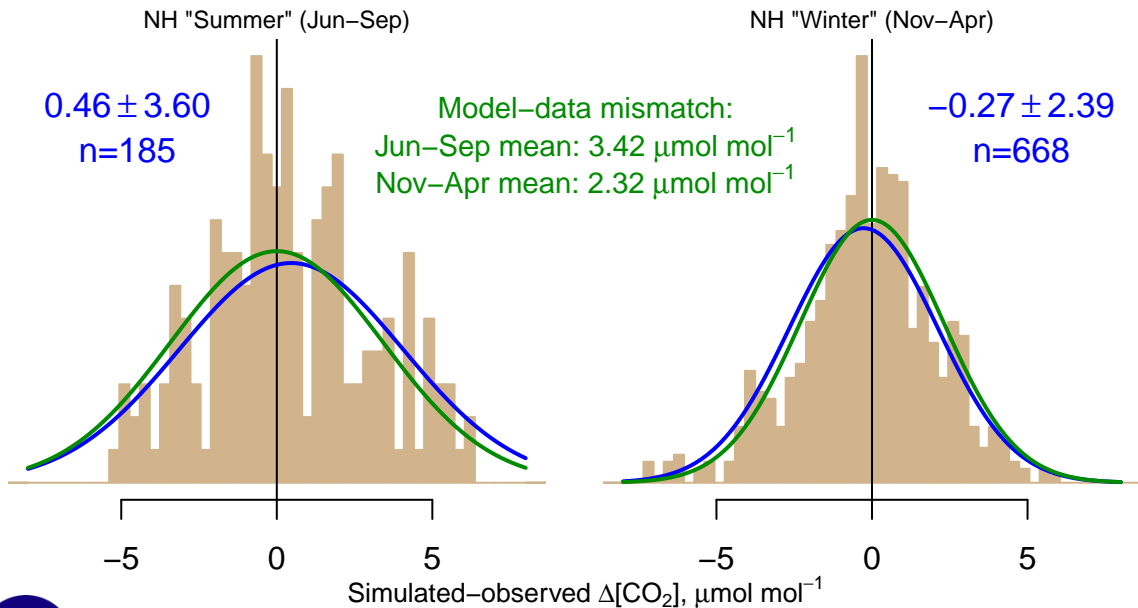 NH "Summer" (Jun−Sep)
NH "Winter" (Nov−Apr)
0.46 ± 3.60
n=185
Model−data mismatch:
Jun−Sep mean: 3.42 μmol mol⁻¹
Nov−Apr mean: 2.32 μmol mol⁻¹
−0.27 ± 2.39
n=668
−5 0 5
−5 0 5
Simulated−observed Δ[CO₂], μmol mol⁻¹